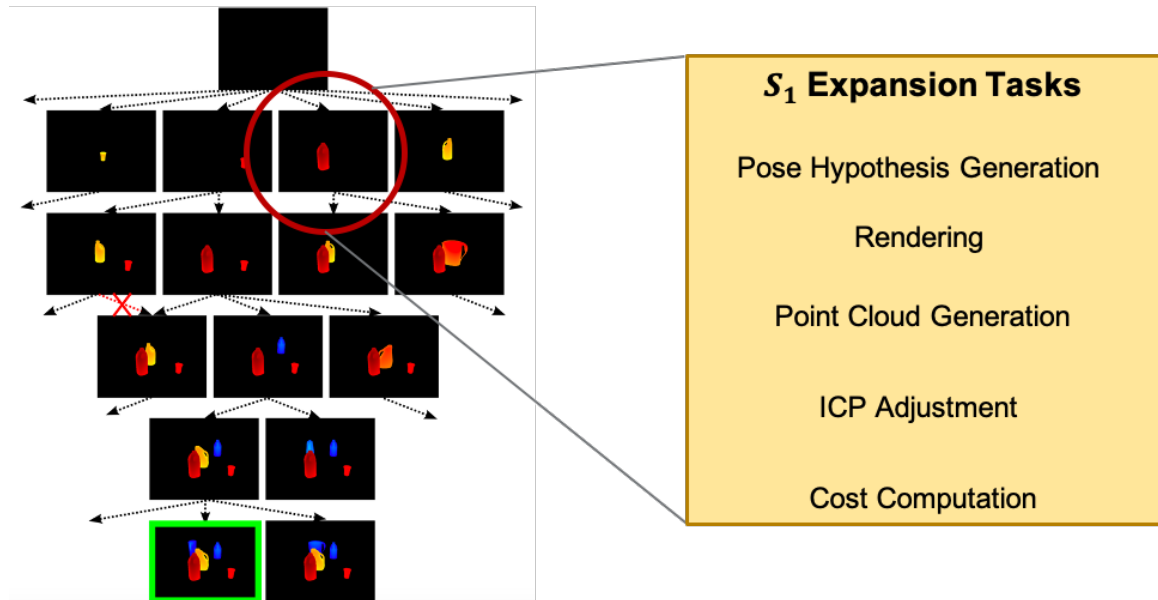 S₁ Expansion Tasks
Pose Hypothesis Generation
Rendering
Point Cloud Generation
ICP Adjustment
Cost Computation